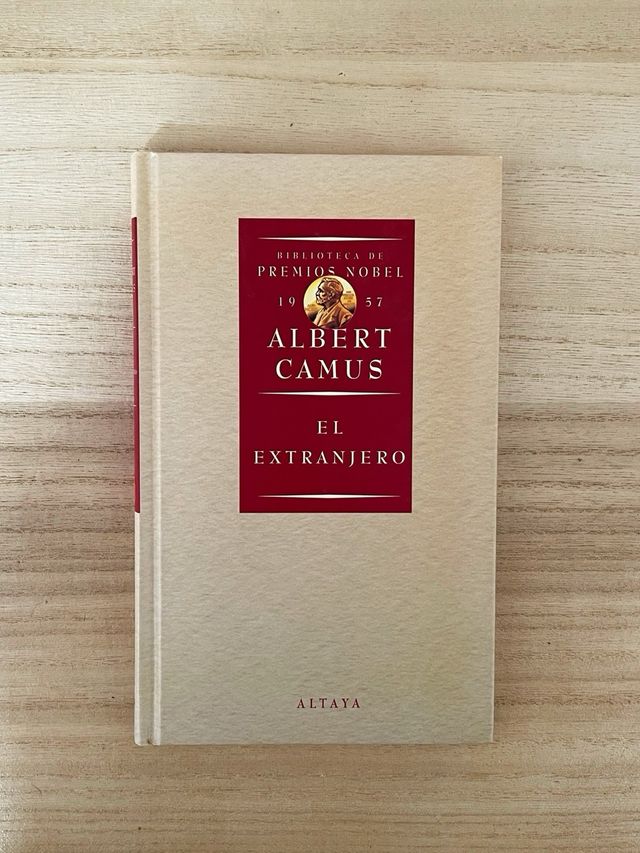 BIBLIOTECA DE
PREMIOS NOBEL
19 57
ALBERT
CAMUS
EL
EXTRANJERO
ALTAYA